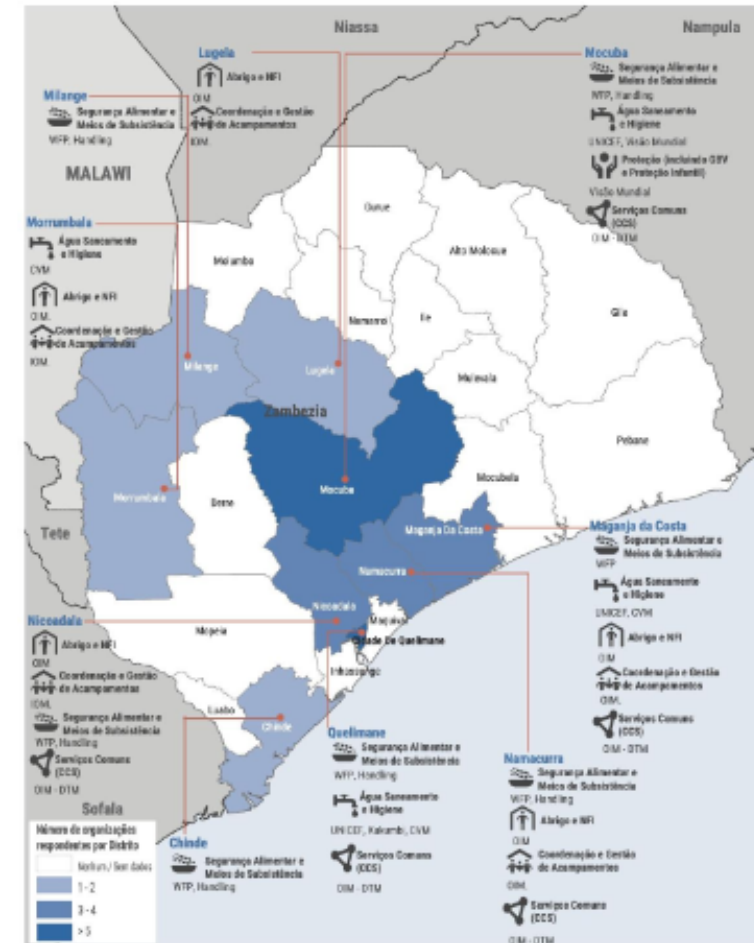 Niassa
Nampula
Lugela
Abrigo e NFI
OIM
Coordenação e Gestão
de Acampamentos
IOM.
Mocuba
Segurança Alimentar e
Meios de Subsistência
WFP, Handling
Água Saneamento
e Higiene
UNICEF, Visão Mundial
Proteção (incluindo GBV
e Proteção Infantil)
Visão Mundial
Serviços Comuns
(CCS)
OIM - DTM
Milange
Segurança Alimentar e
Meios de Subsistência
WFP, Handling
MALAWI
Morrumbala
Água Saneamento
e Higiene
CVM
Abrigo e NFI
OIM.
Coordenação e Gestão
de Acampamentos
IOM.
Gurue
Molumbo
Alto Molocue
Namarroi
Ile
Gile
Milange
Lugela
Mulevala
Zambezia
Pebane
Morrumbala
Derre
Mocuba
Mocubela
Maganja Da Costa
Tete
Namacurra
Nicoadala
Maquival
Cidade De Quelimane
Mopeia
Inhassunge
Luabo
Chinde
Maganja da Costa
Segurança Alimentar e
Meios de Subsistência
WFP
Água Saneamento
e Higiene
UNICEF, CVM
Abrigo e NFI
OIM
Coordenação e Gestão
de Acampamentos
OIM.
Serviços Comuns
(CCS)
OIM - DTM
Nicoadala
Abrigo e NFI
OIM
Coordenação e Gestão
de Acampamentos
IOM.
Segurança Alimentar e
Meios de Subsistência
WFP, Handling
Serviços Comuns
(CCS)
OIM - DTM
Sofala
Quelimane
Segurança Alimentar e
Meios de Subsistência
WFP, Handling
Água Saneamento
e Higiene
UNICEF, Kukumbi, CVM
Serviços Comuns
(CCS)
OIM - DTM
Namacurra
Segurança Alimentar e
Meios de Subsistência
WFP, Handling
Abrigo e NFI
OIM
Coordenação e Gestão
de Acampamentos
OIM.
Serviços Comuns
(CCS)
OIM - DTM
Chinde
Segurança Alimentar e
Meios de Subsistência
WFP, Handling
Número de organizações
respondentes por Distrito
Nenhum / Sem dados
1 - 2
3 - 4
> 5